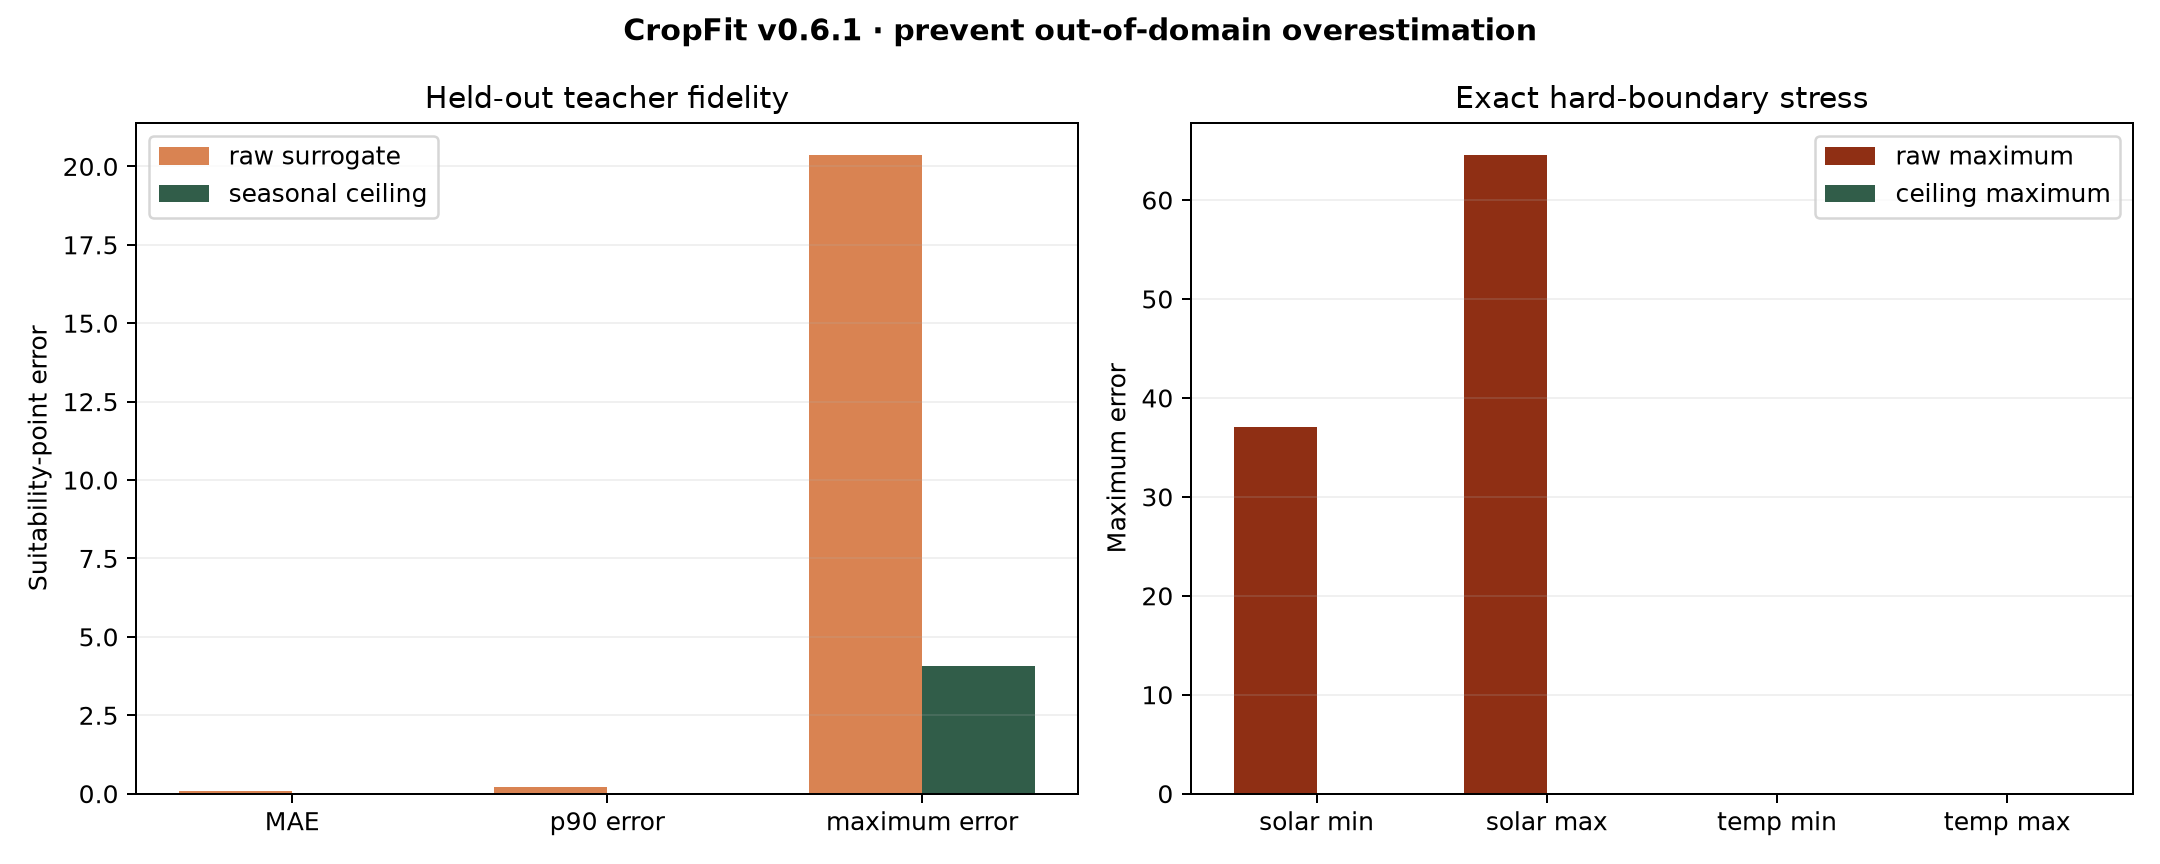 CropFit v0.6.1 · prevent out-of-domain overestimation
Held-out teacher fidelity
raw surrogate
seasonal ceiling
Suitability-point error
20.0
17.5
15.0
12.5
10.0
7.5
5.0
2.5
0.0
MAE
p90 error
maximum error
Exact hard-boundary stress
raw maximum
ceiling maximum
Maximum error
60
50
40
30
20
10
0
solar min
solar max
temp min
temp max